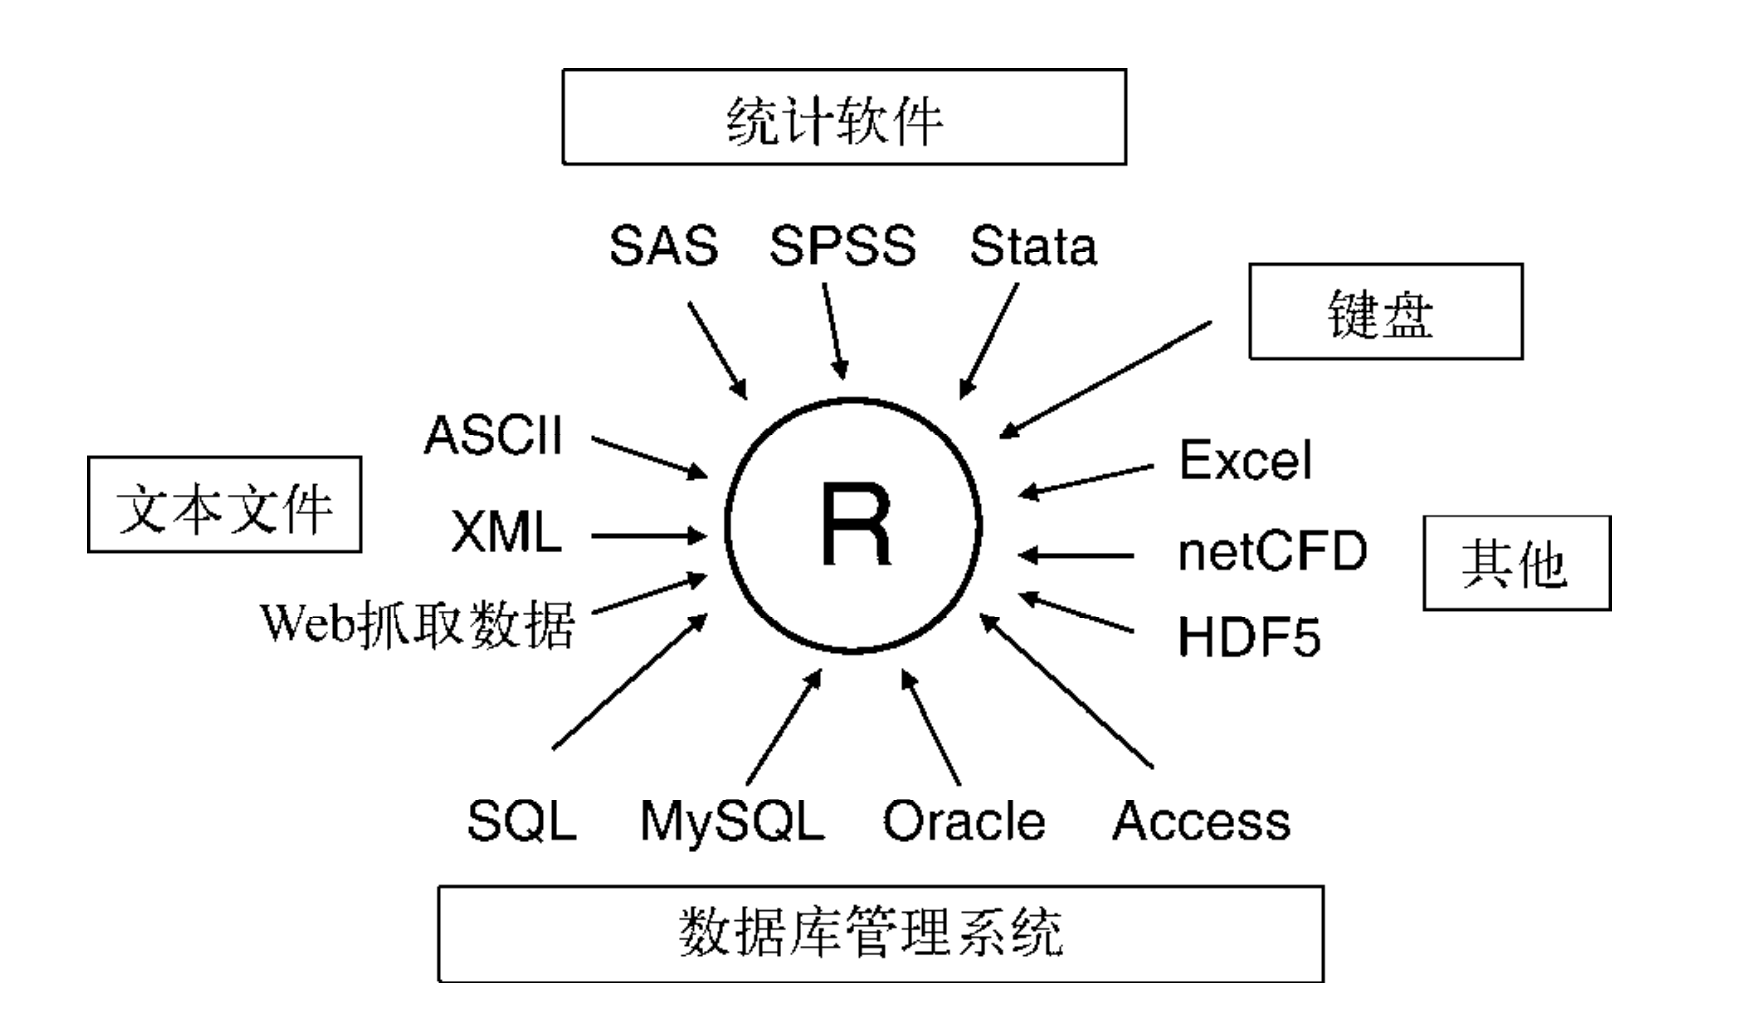 统计软件
SAS SPSS Stata
键盘
ASCII
Excel
文本文件
R
XML
netCFD
其他
Web抓取数据
HDF5
SQL MySQL Oracle Access
数据库管理系统